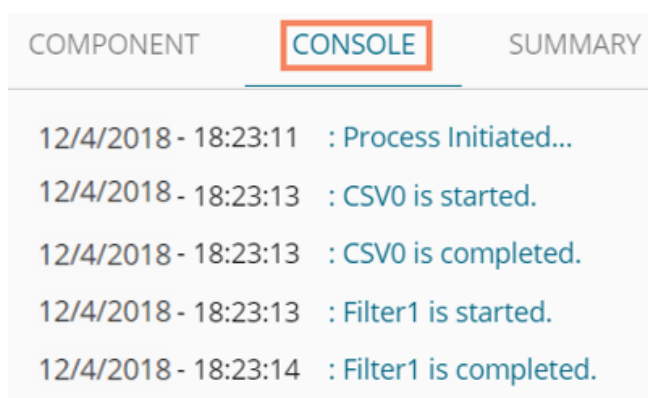 COMPONENT CONSOLE SUMMARY
12/4/2018 - 18:23:11 : Process Initiated...
12/4/2018 - 18:23:13 : CSV0 is started.
12/4/2018 - 18:23:13 : CSV0 is completed.
12/4/2018 - 18:23:13 : Filter1 is started.
12/4/2018 - 18:23:14 : Filter1 is completed.